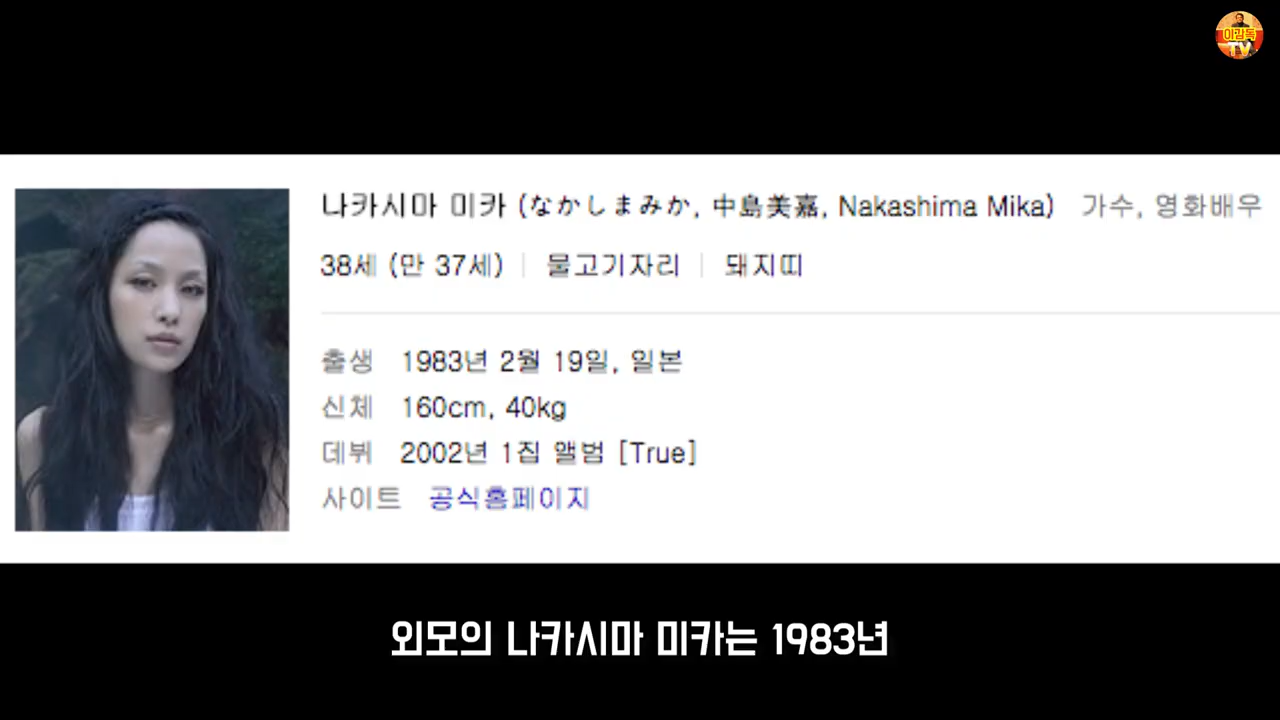 이감독
TV
나카시마 미카 (なかしまみか, 中島美嘉, Nakashima Mika) 가수, 영화배우
38세 (만 37세) | 물고기자리 | 돼지띠
출생 1983년 2월 19일, 일본
신체 160cm, 40kg
데뷔 2002년 1집 앨범 [True]
사이트 공식홈페이지
외모의 나카시마 미카는 1983년